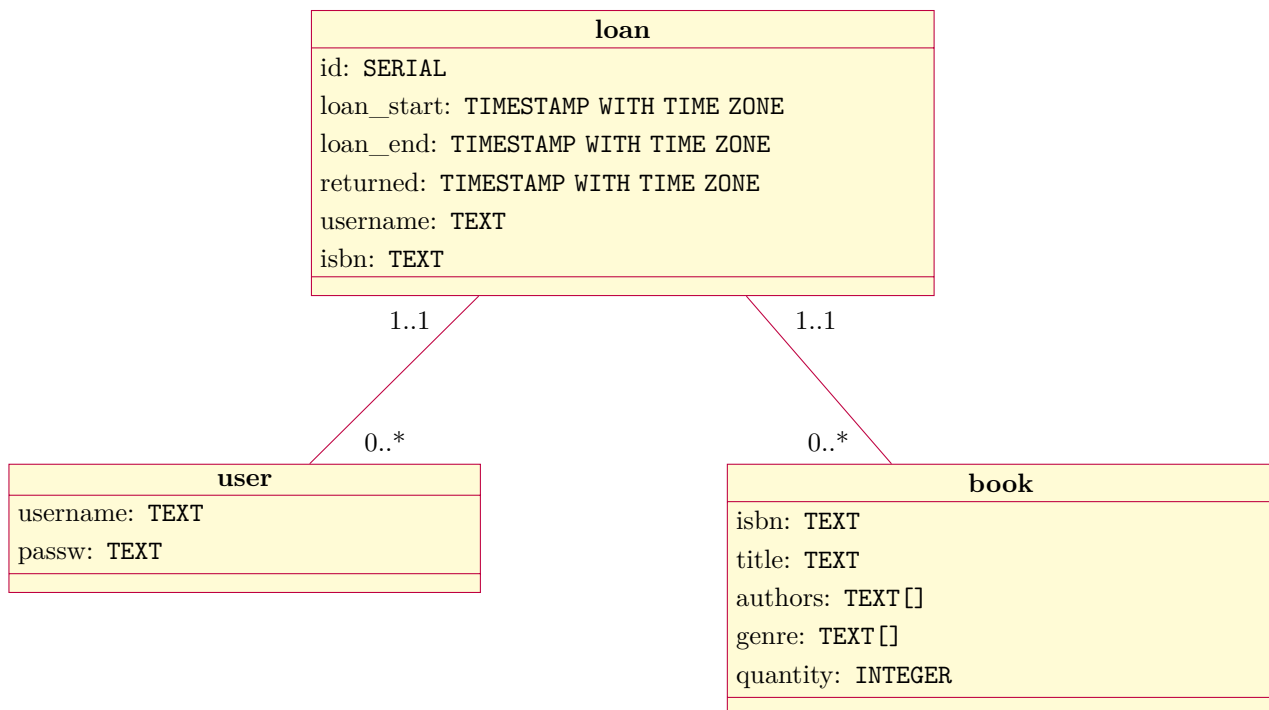 loan
id: SERIAL
loan_start: TIMESTAMP WITH TIME ZONE
loan_end: TIMESTAMP WITH TIME ZONE
returned: TIMESTAMP WITH TIME ZONE
username: TEXT
isbn: TEXT
1..1
1..1
0..*
0..*
user
username: TEXT
passw: TEXT
book
isbn: TEXT
title: TEXT
authors: TEXT[]
genre: TEXT[]
quantity: INTEGER